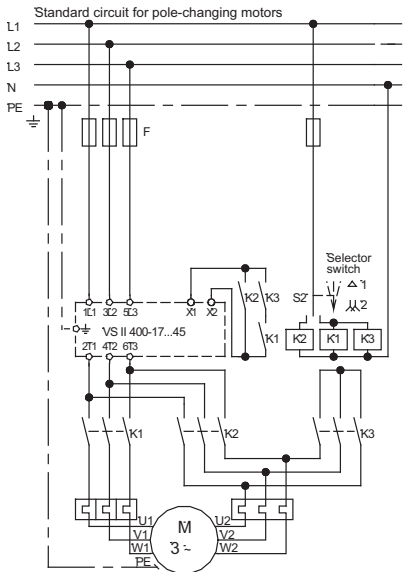 Standard circuit for pole-changing motors
L1
L2
L3
N
PE
F
Selector
switch
1
S2
2
K2 K3
K1
X1 X2
1L1 3L2 5L3
VS II 400-17...45
2T1 4T2 6T3
K2 K1 K3
K1 K2 K3
U1 M U2
V1 3 ~ V2
W1 W2
PE